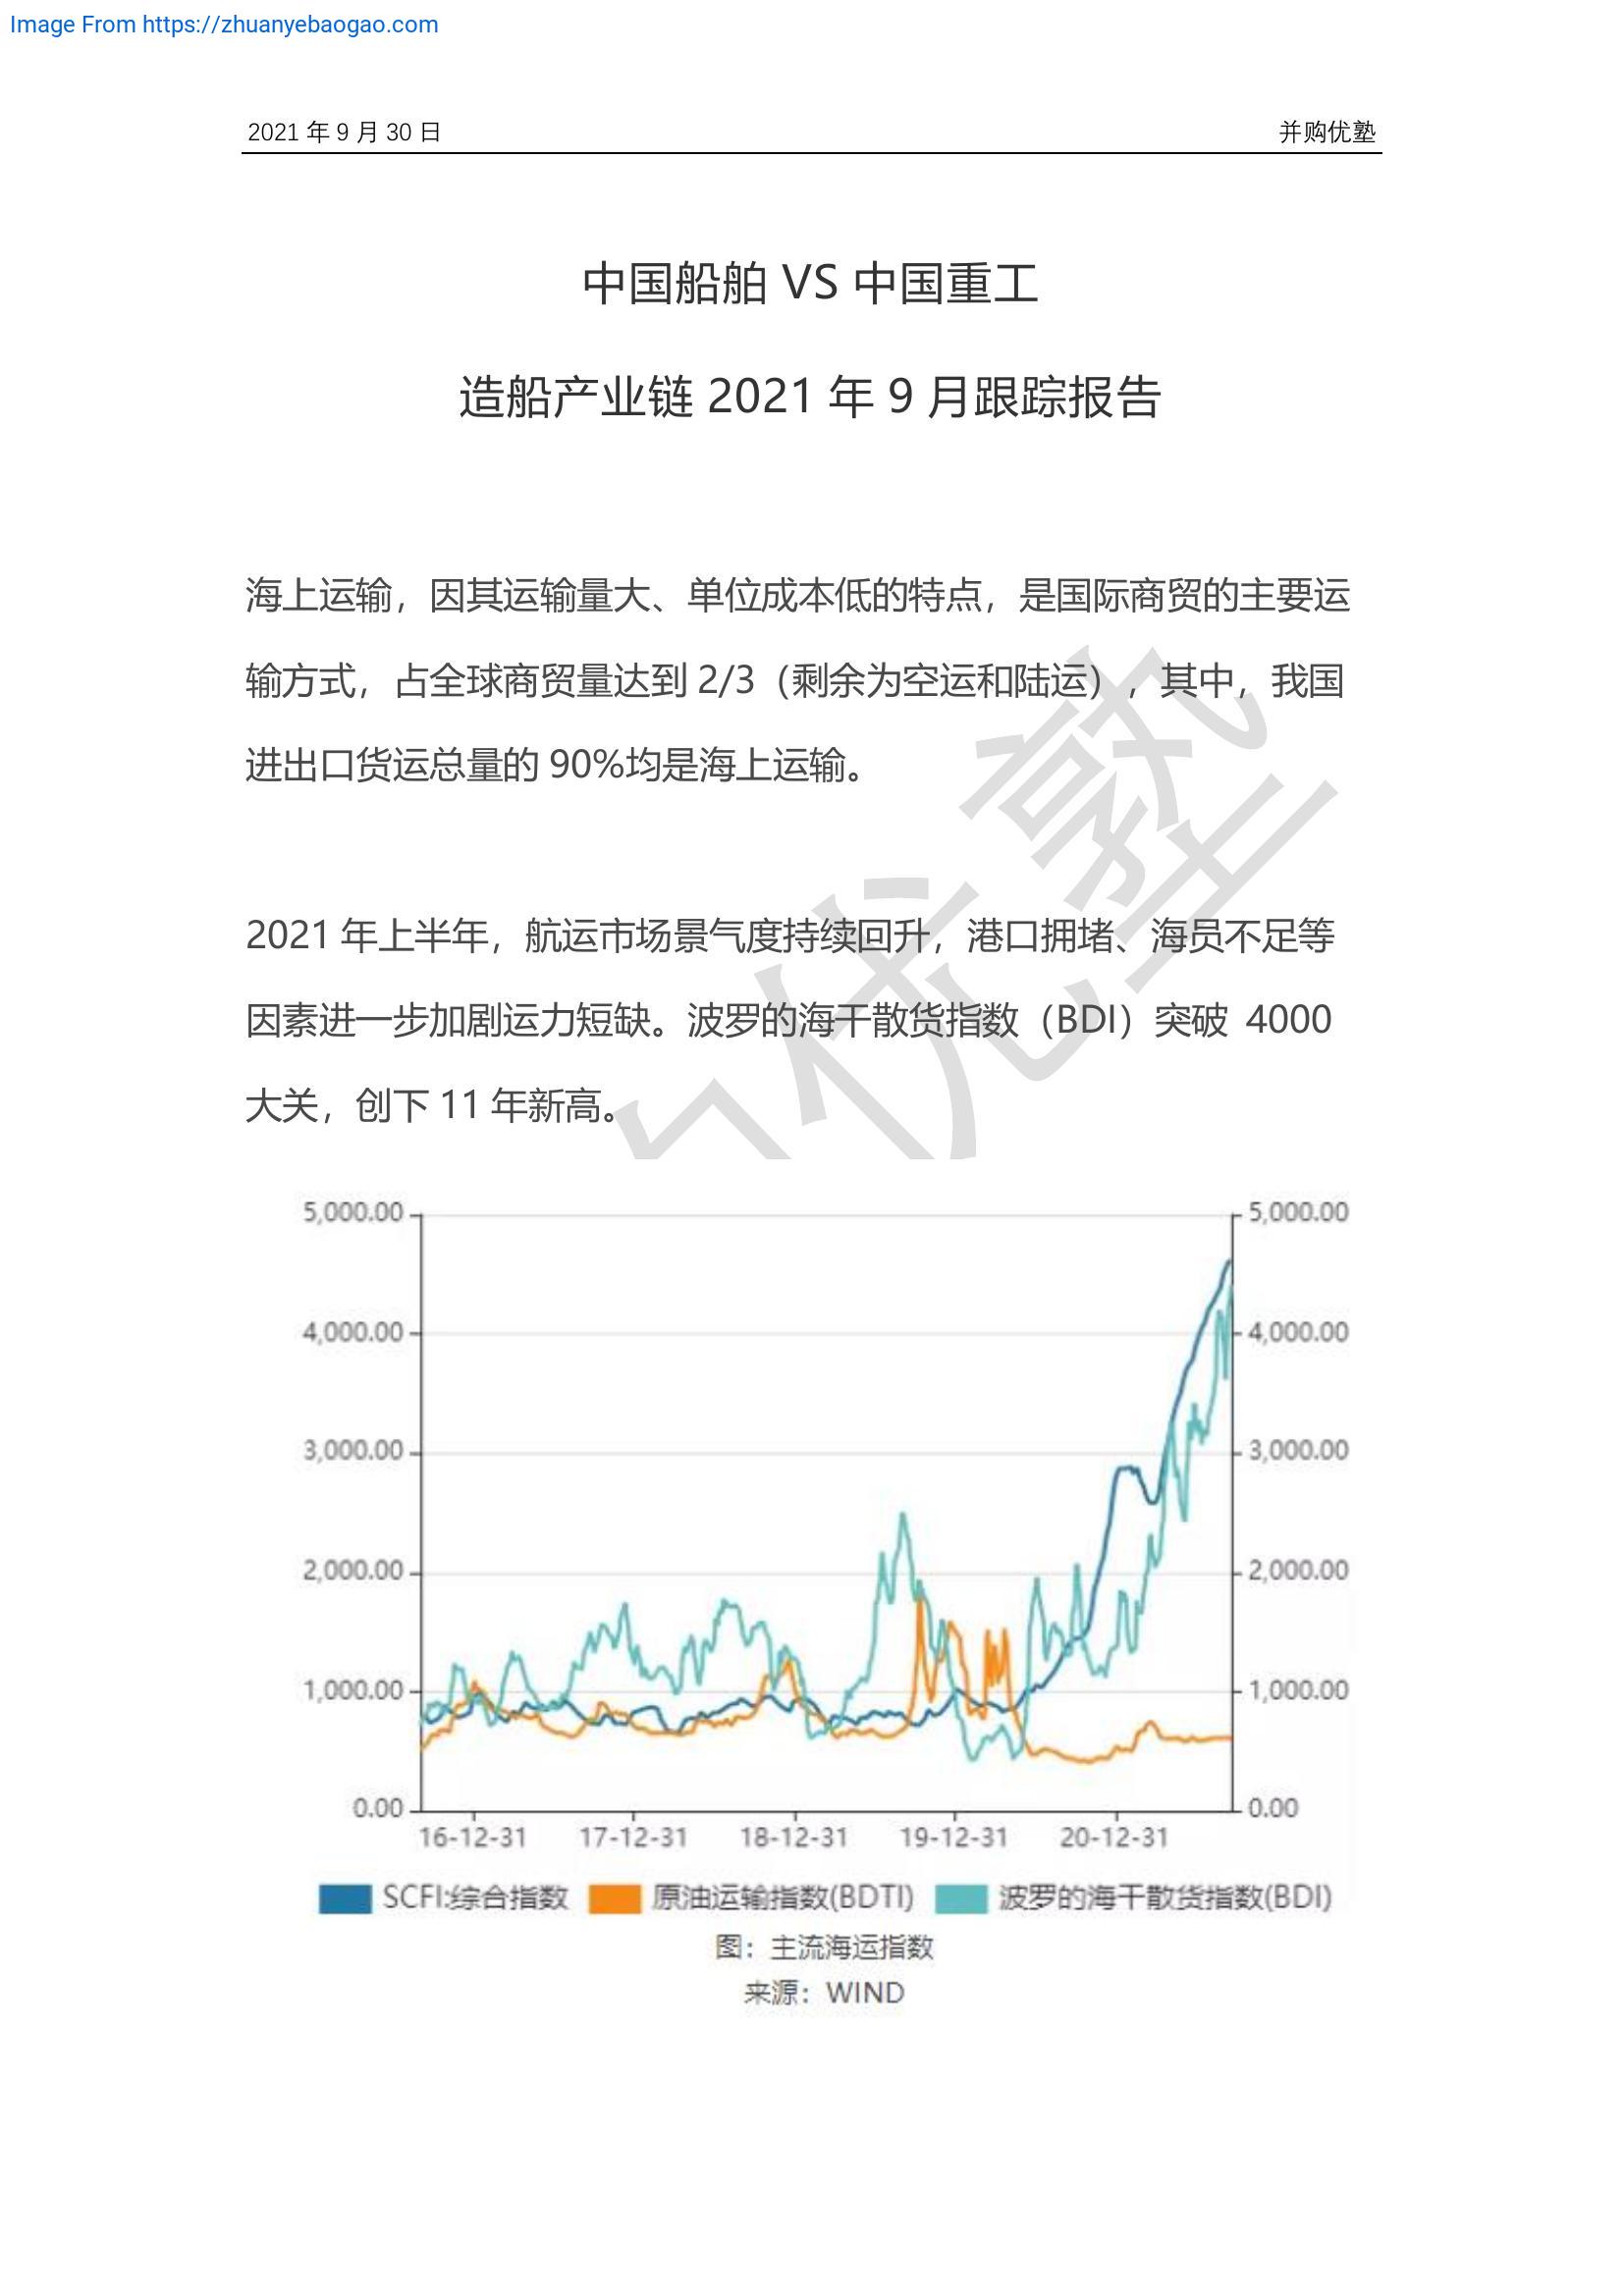 Image From https://zhuanyebaogao.com
2021 年 9 月 30 日
并购优塾
中国船舶 VS 中国重工
造船产业链 2021 年 9 月跟踪报告
海上运输，因其运输量大、单位成本低的特点，是国际商贸的主要运
输方式，占全球商贸量达到 2/3（剩余为空运和陆运），其中，我国
进出口货运总量的 90%均是海上运输。
2021 年上半年，航运市场景气度持续回升，港口拥堵、海员不足等
因素进一步加剧运力短缺。波罗的海干散货指数（BDI）突破 4000
大关，创下 11 年新高。
优塾
5,000.00 5,000.00
4,000.00 4,000.00
3,000.00 3,000.00
2,000.00 2,000.00
1,000.00 1,000.00
0.00 0.00
16-12-31 17-12-31 18-12-31 19-12-31 20-12-31
SCFI:综合指数 原油运输指数(BDTI) 波罗的海干散货指数(BDI)
图：主流海运指数
来源：WIND